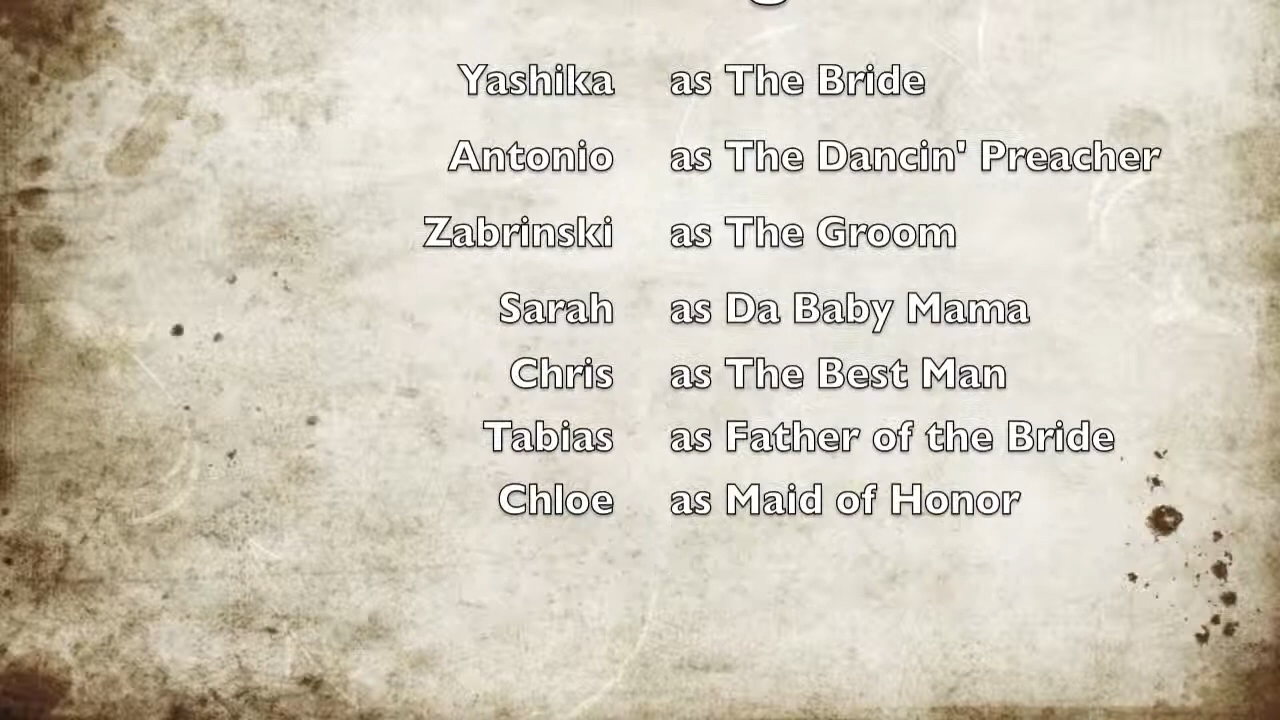 Yashika as The Bride
Antonio as The Dancin' Preacher
Zabrinski as The Groom
Sarah as Da Baby Mama
Chris as The Best Man
Tabias as Father of the Bride
Chloe as Maid of Honor